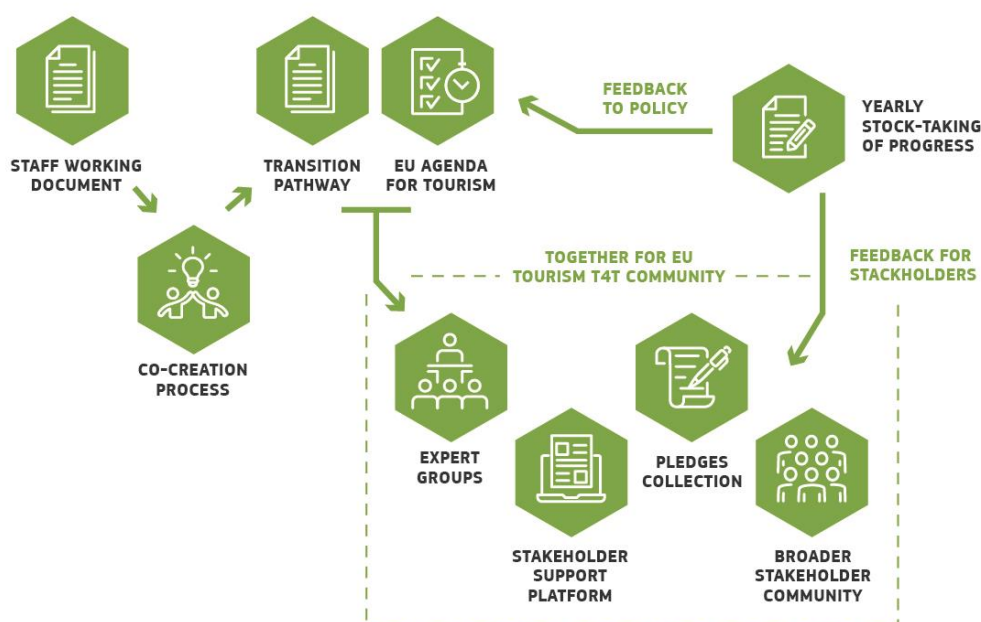 STAFF WORKING
DOCUMENT
TRANSITION
PATHWAY
EU AGENDA
FOR TOURISM
FEEDBACK
TO POLICY
YEARLY
STOCK-TAKING
OF PROGRESS
CO-CREATION
PROCESS
TOGETHER FOR EU
TOURISM T4T COMMUNITY
FEEDBACK FOR
STACKHOLDERS
EXPERT
GROUPS
STAKEHOLDER
SUPPORT
PLATFORM
PLEDGES
COLLECTION
BROADER
STAKEHOLDER
COMMUNITY